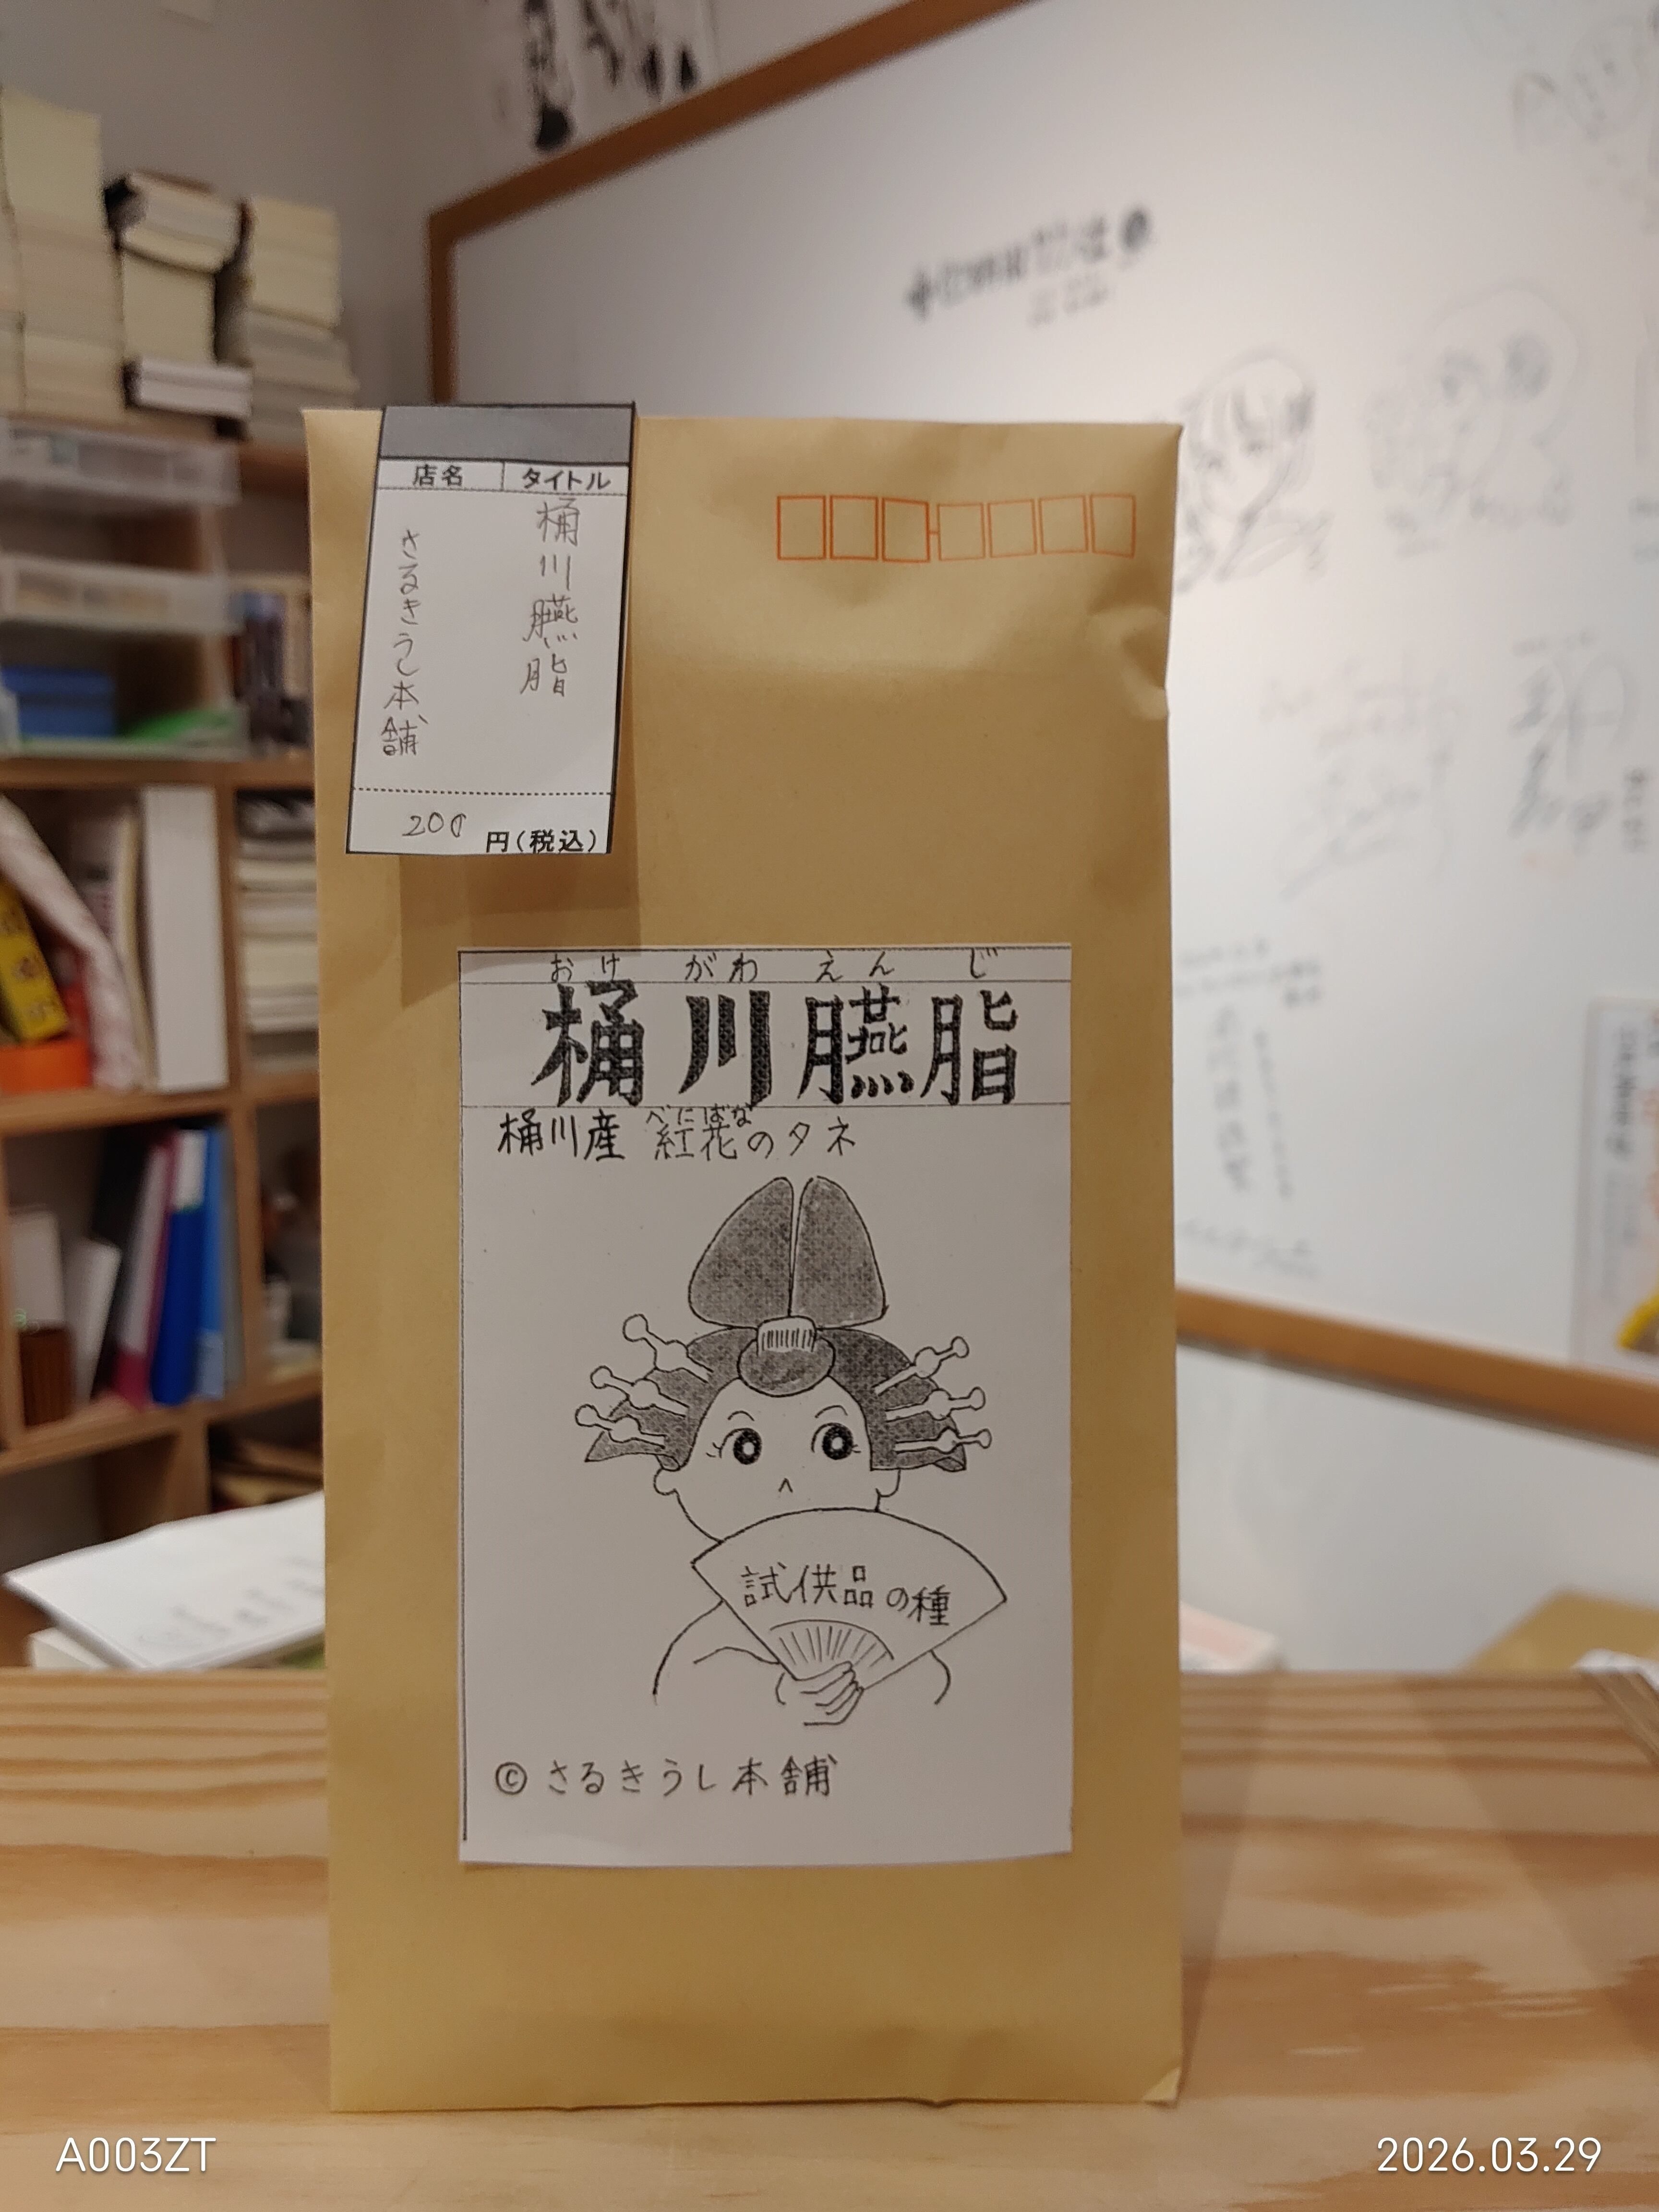 店名 タイトル
桶川臙脂
さるきうし本舗
200 円(税込)
おけがわえんじ
桶川臙脂
べにばな
桶川産 紅花のタネ
試供品の種
© さるきうし本舗
A003ZT
2026.03.29